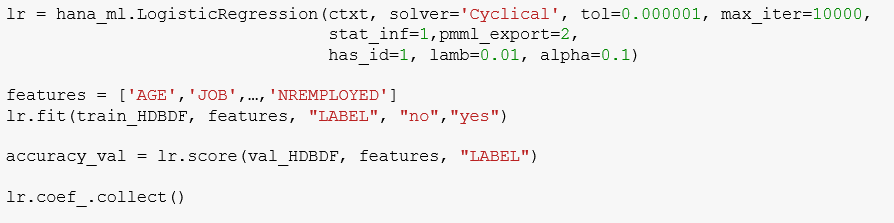 lr = hana_ml.LogisticRegression(ctxt, solver='Cyclical', tol=0.000001, max_iter=10000,
stat_inf=1,pmml_export=2,
has_id=1, lamb=0.01, alpha=0.1)
features = ['AGE','JOB',…,'NREMPLOYED']
lr.fit(train_HDBDF, features, "LABEL", "no","yes")
accuracy_val = lr.score(val_HDBDF, features, "LABEL")
lr.coef_.collect()